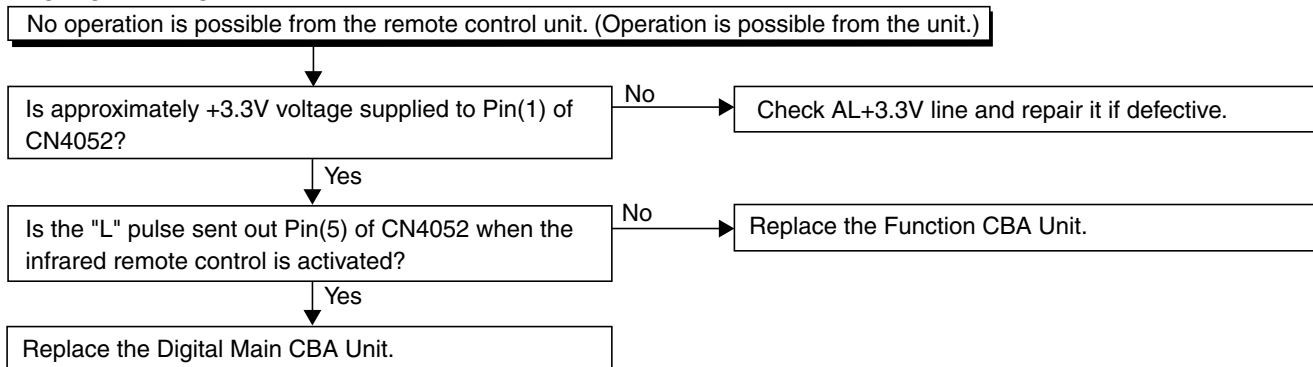 No operation is possible from the remote control unit. (Operation is possible from the unit.)
Is approximately +3.3V voltage supplied to Pin(1) of
CN4052?
No
Check AL+3.3V line and repair it if defective.
Yes
Is the "L" pulse sent out Pin(5) of CN4052 when the
infrared remote control is activated?
No
Replace the Function CBA Unit.
Yes
Replace the Digital Main CBA Unit.